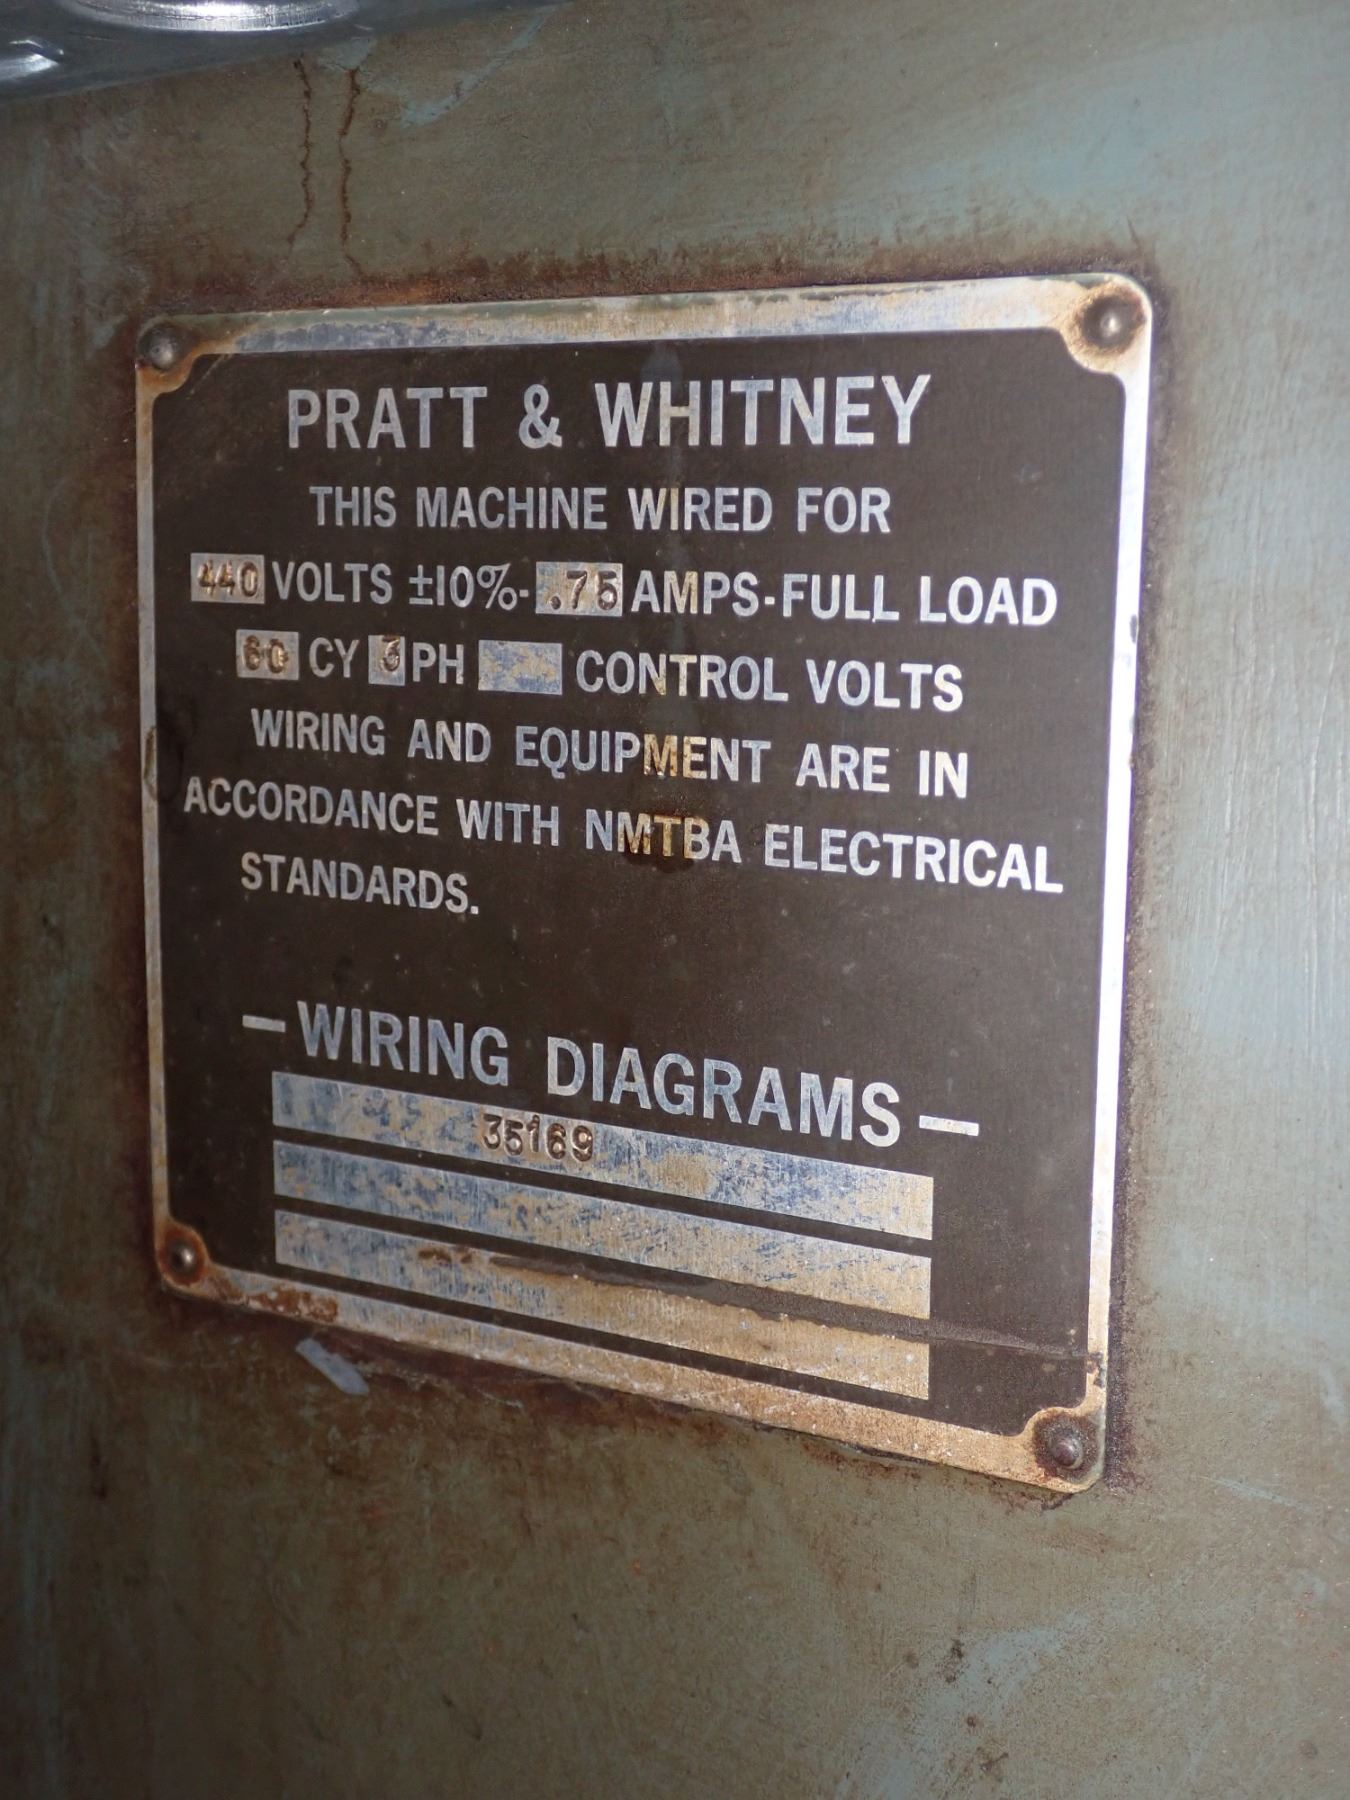 PRATT & WHITNEY
THIS MACHINE WIRED FOR
440 VOLTS ±10%- .75 AMPS-FULL LOAD
60 CY 3 PH CONTROL VOLTS
WIRING AND EQUIPMENT ARE IN
ACCORDANCE WITH NMTBA ELECTRICAL
STANDARDS.
-WIRING DIAGRAMS-
35169